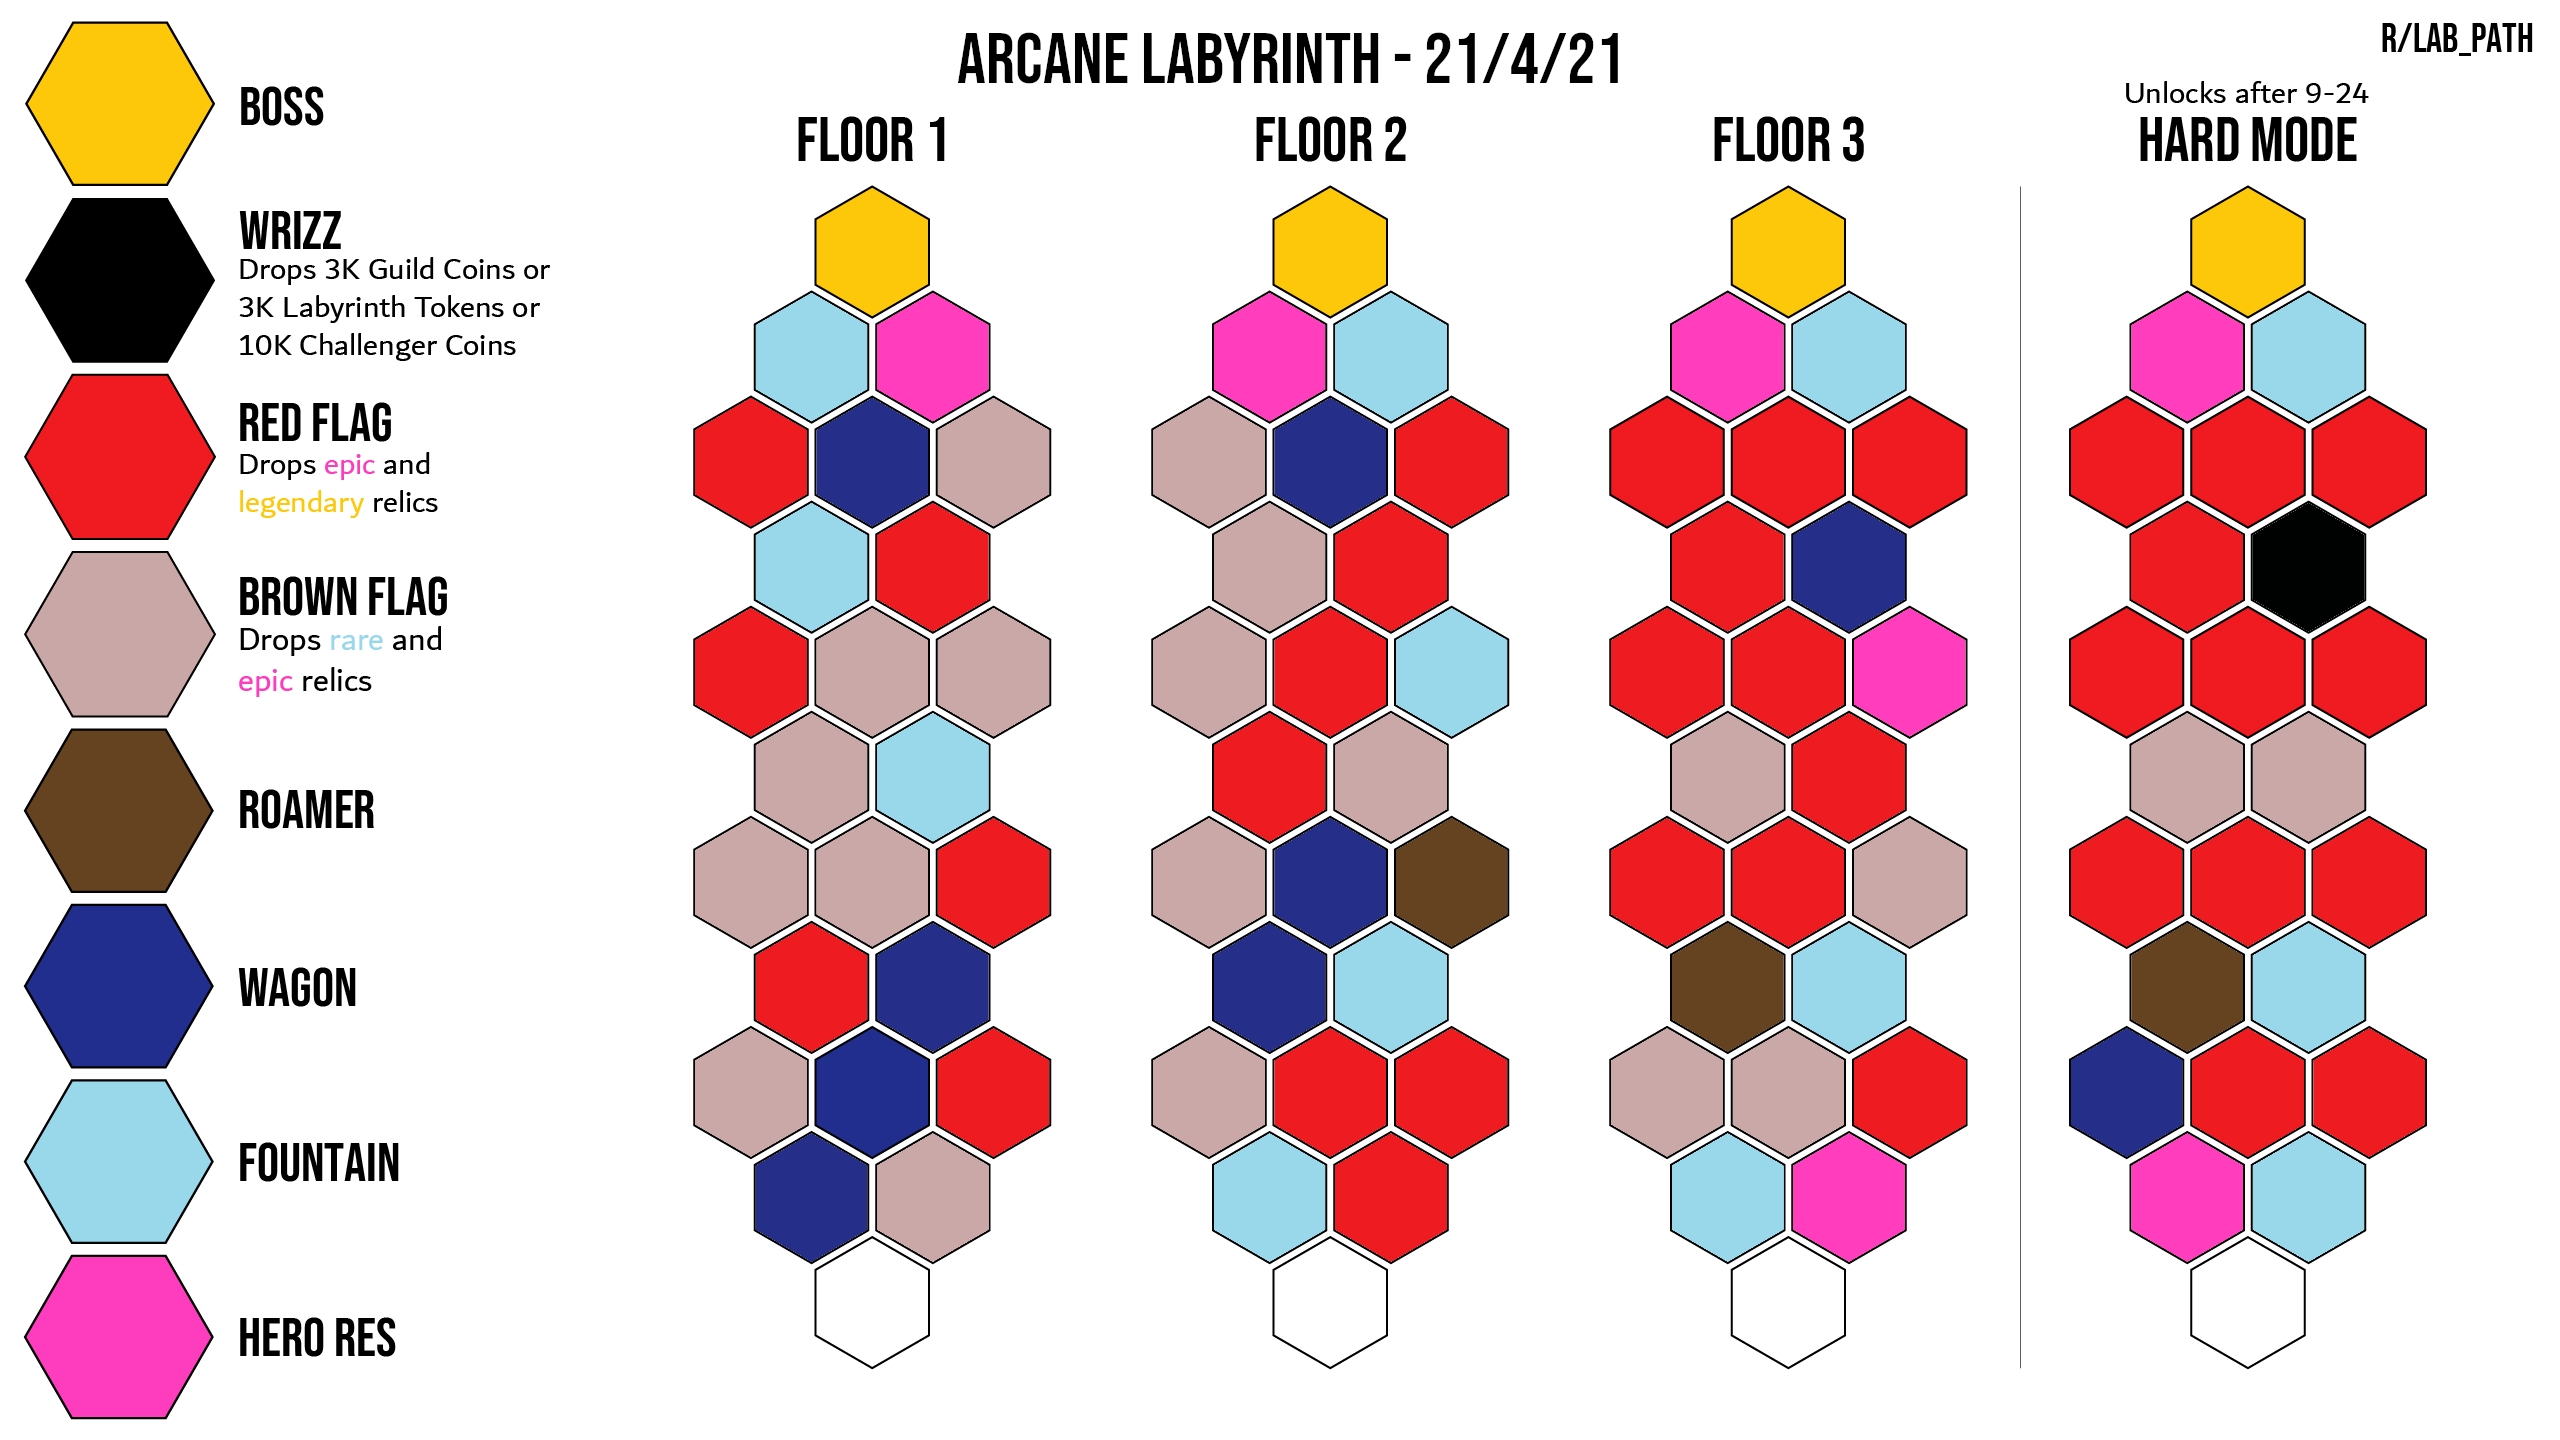 ARCANE LABYRINTH - 21/4/21
R/LAB_PATH
BOSS
WRIZZ
Drops 3K Guild Coins or
3K Labyrinth Tokens or
10K Challenger Coins
RED FLAG
Drops epic and
legendary relics
BROWN FLAG
Drops rare and
epic relics
ROAMER
WAGON
FOUNTAIN
HERO RES
FLOOR 1
FLOOR 2
FLOOR 3
Unlocks after 9-24
HARD MODE